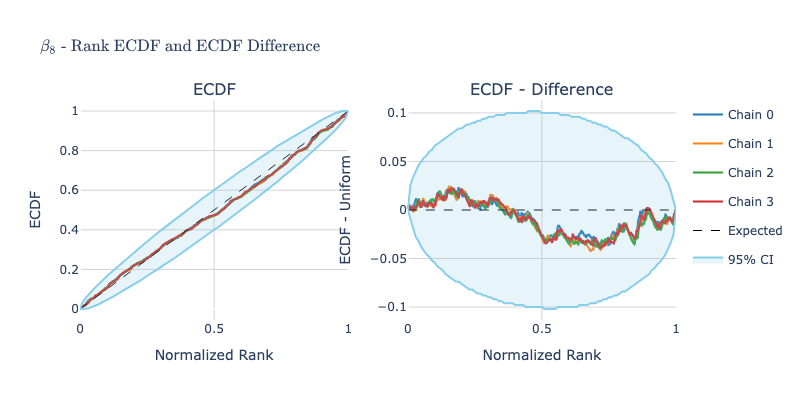 β₈ - Rank ECDF and ECDF Difference
ECDF
ECDF
1
0.8
0.6
0.4
0.2
0
0
0.5
1
Normalized Rank
ECDF - Difference
ECDF - Uniform
0.1
0.05
0
−0.05
−0.1
0
0.5
1
Normalized Rank
Chain 0
Chain 1
Chain 2
Chain 3
Expected
95% CI